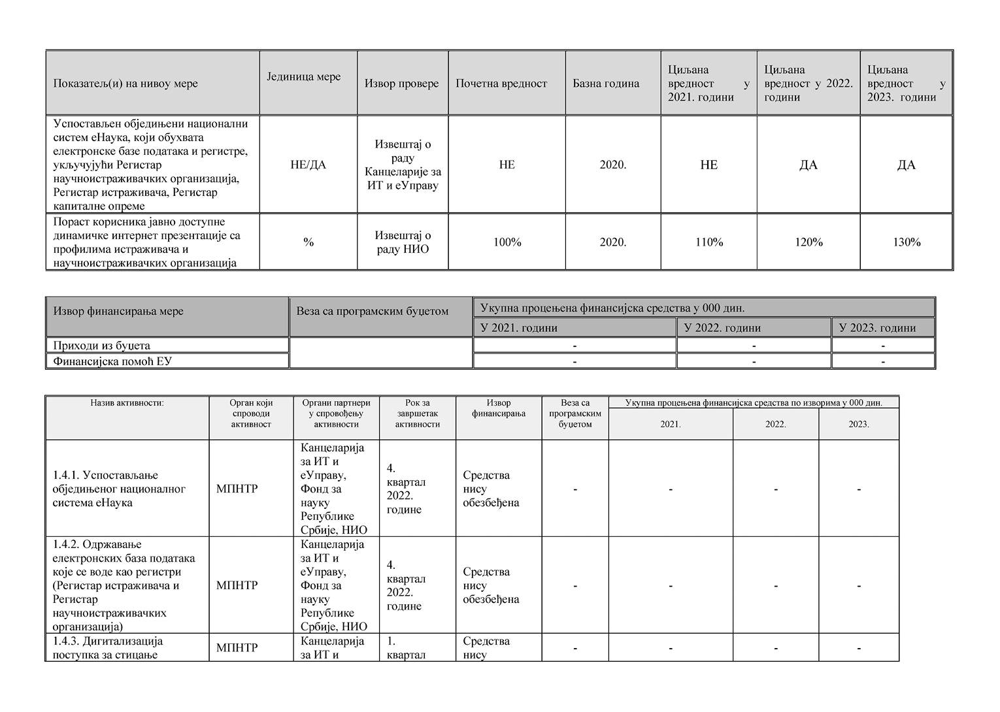 Показатељ(и) на нивоу мере
Јединица мере
Извор провере
Почетна вредност
Базна година
Циљана
вредност у
2021. години
Циљана
вредност у 2022.
години
Циљана
вредност у
2023. години
Успостављен обједињени национални
систем еНаука, који обухвата
електронске базе података и регистре,
укључујући Регистар
научноистраживачких организација,
Регистар истраживача, Регистар
капиталне опреме
НЕ/ДА
Извештај о
раду
Канцеларије за
ИТ и еУправу
НЕ
2020.
НЕ
ДА
ДА
Пораст корисника јавно доступне
динамичке интернет презентације са
профилима истраживача и
научноистраживачких организација
%
Извештај о
раду НИО
100%
2020.
110%
120%
130%
Извор финансирања мере
Веза са програмским буџетом
Укупна процењена финансијска средства у 000 дин.
У 2021. години
У 2022. години
У 2023. години
Приходи из буџета
-
-
-
Финансијска помоћ ЕУ
-
-
-
Назив активности:
Орган који
спроводи
активност
Органи партнери
у спровођењу
активности
Рок за
завршетак
активности
Извор
финансирања
Веза са
програмским
буџетом
Укупна процењена финансијска средства по изворима у 000 дин.
2021.
2022.
2023.
1.4.1. Успостављање
обједињеног националног
система еНаука
МПНТР
Канцеларија
за ИТ и
еУправу,
Фонд за
науку
Републике
Србије, НИО
4.
квартал
2022.
године
Средства
нису
обезбеђена
-
-
-
-
1.4.2. Одржавање
електронских база података
које се воде као регистри
(Регистар истраживача и
Регистар
научноистраживачких
организација)
МПНТР
Канцеларија
за ИТ и
еУправу,
Фонд за
науку
Републике
Србије, НИО
4.
квартал
2022.
године
Средства
нису
обезбеђена
-
-
-
-
1.4.3. Дигитализација
поступка за стицање
МПНТР
Канцеларија
за ИТ и
1.
квартал
Средства
нису
-
-
-
-